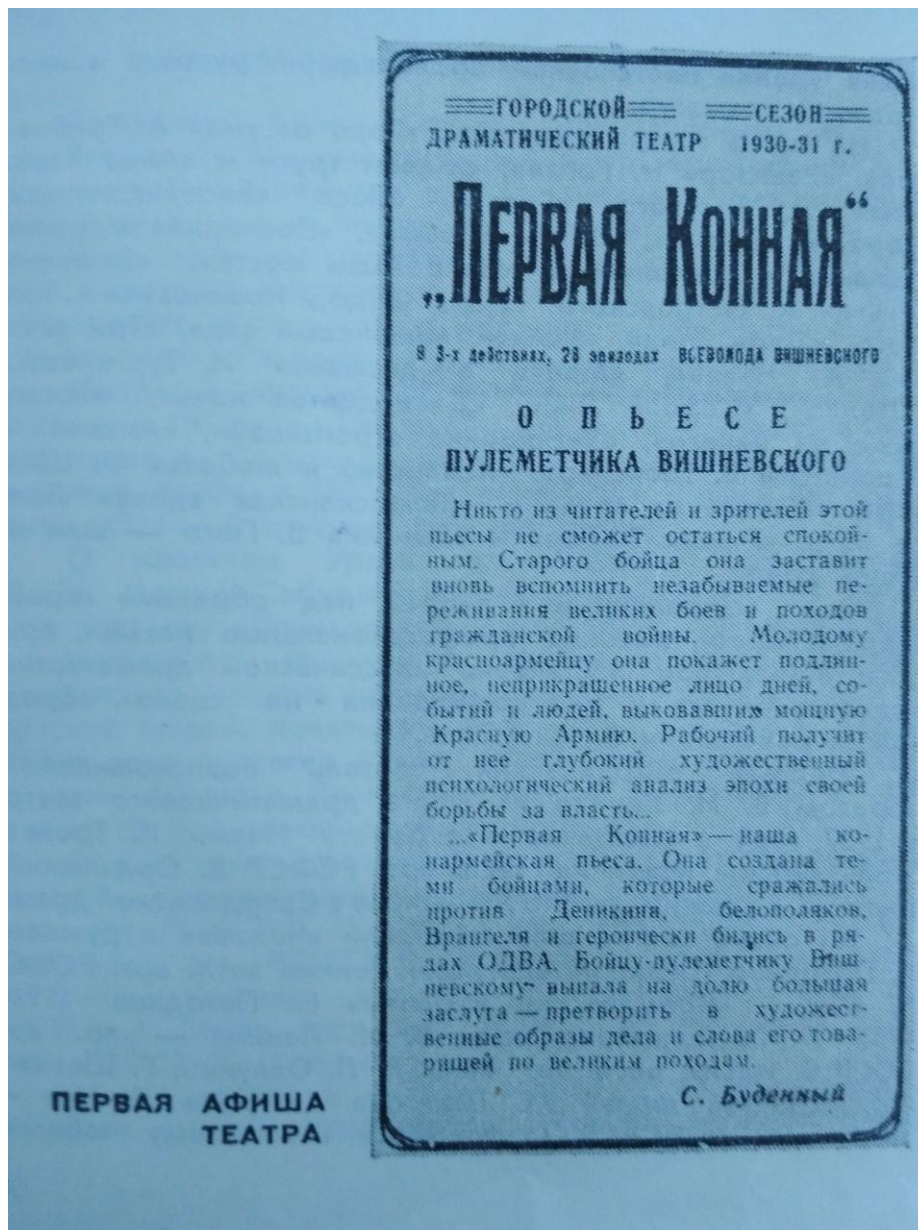 ГОРОДСКОЙ СЕЗОН
ДРАМАТИЧЕСКИЙ ТЕАТР 1930-31 г.
„ПЕРВАЯ КОННАЯ“
В 3-х действиях, 28 эпизодах ВСЕВОЛОДА ВИШНЕВСКОГО
О ПЬЕСЕ
ПУЛЕМЕТЧИКА ВИШНЕВСКОГО
Никто из читателей и зрителей этой
пьесы не сможет остаться спокой-
ным. Старого бойца она заставит
вновь вспомнить незабываемые пе-
реживания великих боев и походов
гражданской войны. Молодому
красноармейцу она покажет подлин-
ное, неприкрашенное лицо дней, со-
бытий и людей, выковавших мощную
Красную Армию. Рабочий получит
от нее глубокий художественный
психологический анализ эпохи своей
борьбы за власть...
...«Первая Конная» — наша ко-
нармейская пьеса. Она создана те-
ми бойцами, которые сражались
против Деникина, белополяков,
Врангеля и героически бились в ря-
дах ОДВА. Бойцу-пулеметчику Виш-
невскому выпала на долю большая
заслуга — претворить в художест-
венные образы дела и слова его това-
рищей по великим походам.
С. Буденный
ПЕРВАЯ АФИША
ТЕАТРА